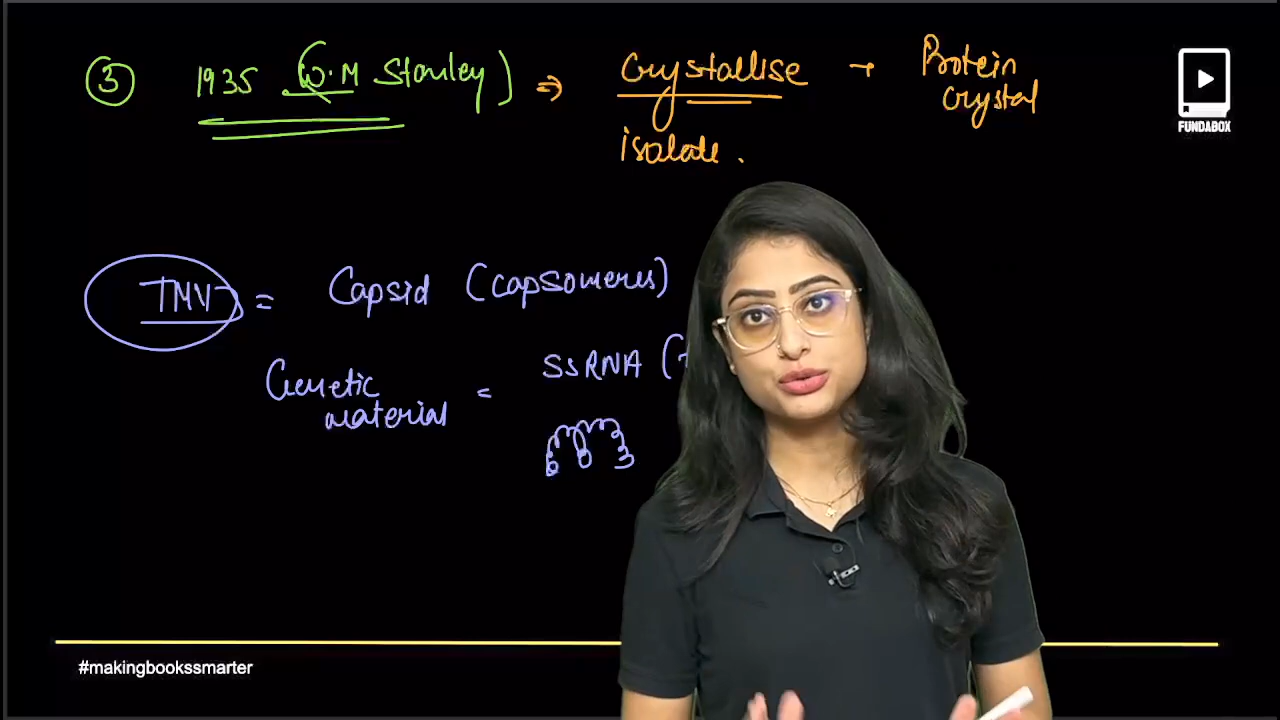 3 1935 (W.M Stanley) ⇒ Crystallise → Protein
crystal
isolate.
FUNDABOX
TMV = Capsid (capsomeres)
Genetic = SSRNA (
material
#makingbookssmarter